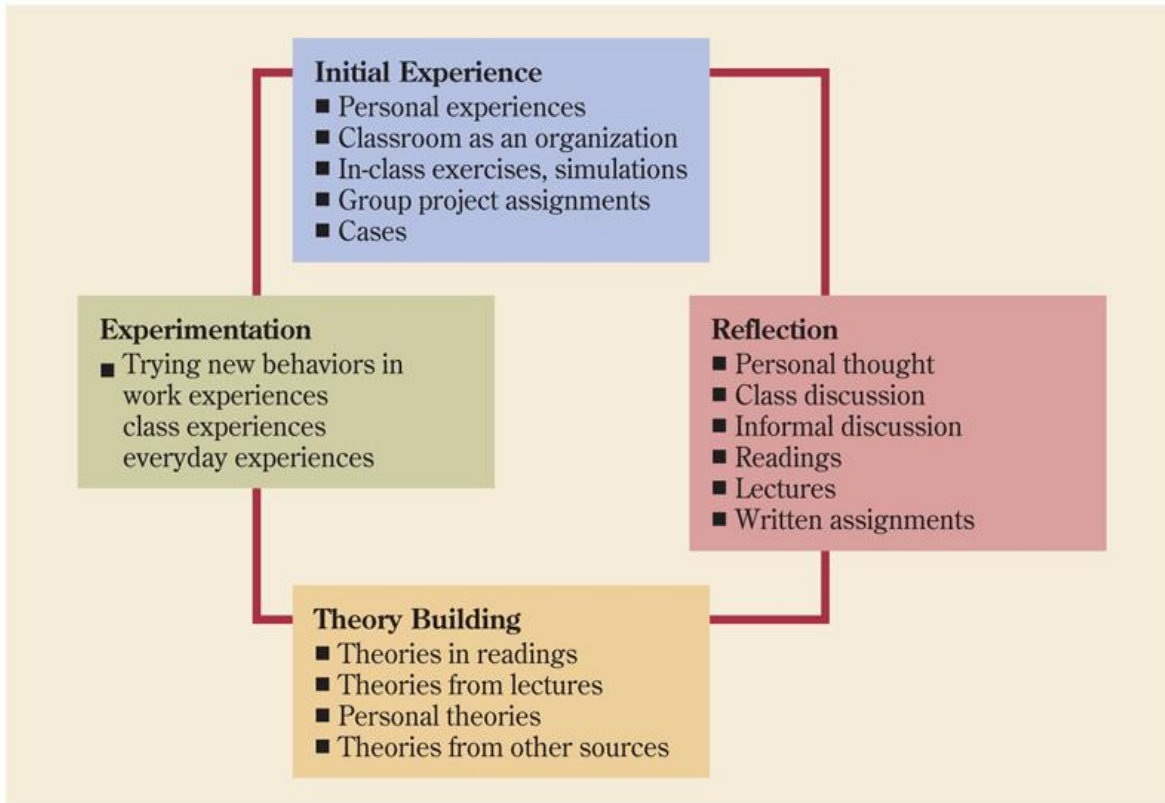 Initial Experience
■ Personal experiences
■ Classroom as an organization
■ In-class exercises, simulations
■ Group project assignments
■ Cases
Experimentation
■ Trying new behaviors in
work experiences
class experiences
everyday experiences
Reflection
■ Personal thought
■ Class discussion
■ Informal discussion
■ Readings
■ Lectures
■ Written assignments
Theory Building
■ Theories in readings
■ Theories from lectures
■ Personal theories
■ Theories from other sources